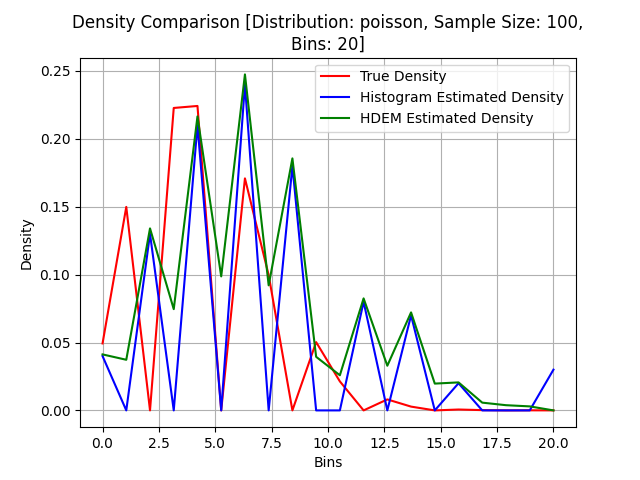 Density Comparison [Distribution: poisson, Sample Size: 100,
Bins: 20]
True Density
Histogram Estimated Density
HDEM Estimated Density
Density
0.25
0.20
0.15
0.10
0.05
0.00
0.0 2.5 5.0 7.5 10.0 12.5 15.0 17.5 20.0
Bins